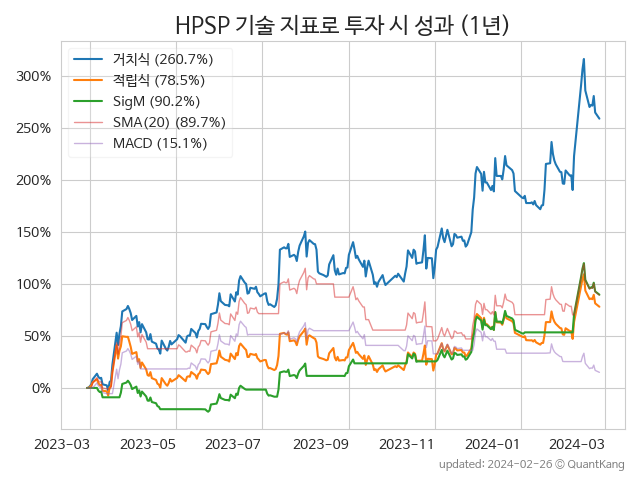 HPSP 기술 지표로 투자 시 성과 (1년)
거치식 (260.7%)
적립식 (78.5%)
SigM (90.2%)
SMA(20) (89.7%)
MACD (15.1%)
300%
250%
200%
150%
100%
50%
0%
2023-03 2023-05 2023-07 2023-09 2023-11 2024-01 2024-03
updated: 2024-02-26 © QuantKang